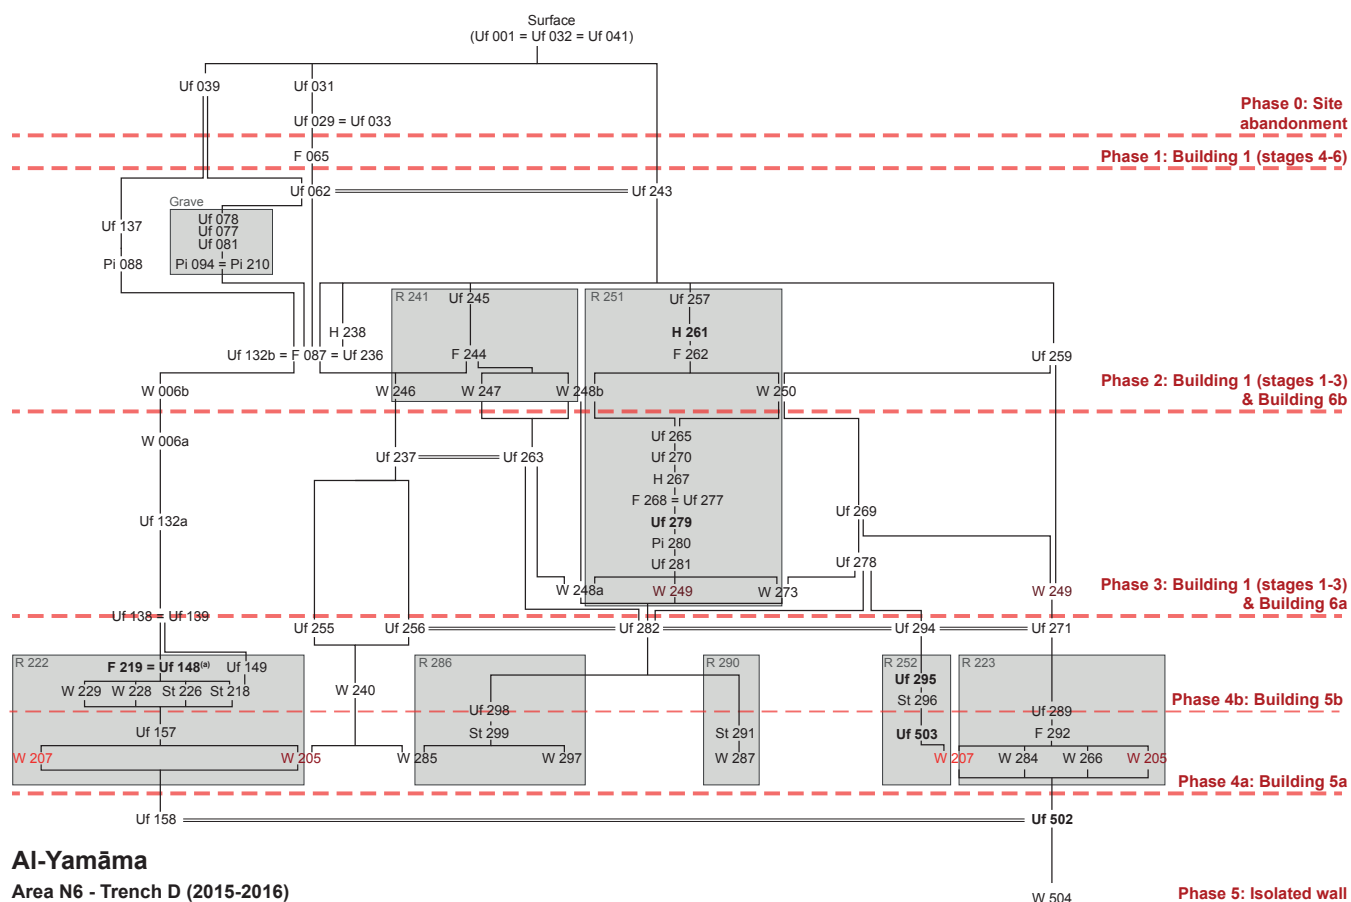 Surface
(Uf 001 = Uf 032 = Uf 041)
Uf 039 Uf 031
Phase 0: Site
abandonment
Uf 029 = Uf 033
F 065
Phase 1: Building 1 (stages 4-6)
Uf 062 Uf 243
Grave
Uf 078
Uf 077
Uf 081
Pi 094 = Pi 210
Uf 137
Pi 088
R 241 Uf 245 R 251 Uf 257
H 238 H 261
Uf 132b = F 087 = Uf 236 F 244 F 262 Uf 259
W 006b W 246 W 247 W 248b W 250
Phase 2: Building 1 (stages 1-3)
& Building 6b
W 006a Uf 265
Uf 237 Uf 263 Uf 270
H 267
F 268 = Uf 277
Uf 269
Uf 132a Uf 279
Pi 280
Uf 281 Uf 278
W 248a W 249 W 273 W 249
Phase 3: Building 1 (stages 1-3)
& Building 6a
Uf 138 = Uf 139
Uf 255 Uf 256 Uf 282 Uf 294 Uf 271
R 222 R 286 R 290 R 252 R 223
F 219 = Uf 148(a) Uf 149 Uf 295
W 229 W 228 St 226 St 218 W 240 St 296
Phase 4b: Building 5b
Uf 298 Uf 289
Uf 157 St 299 St 291 Uf 503 F 292
W 207 W 205 W 285 W 297 W 287 W 207 W 284 W 266 W 205
Phase 4a: Building 5a
Uf 158 Uf 502
Al-Yamāma
Area N6 - Trench D (2015-2016)
W 504
Phase 5: Isolated wall